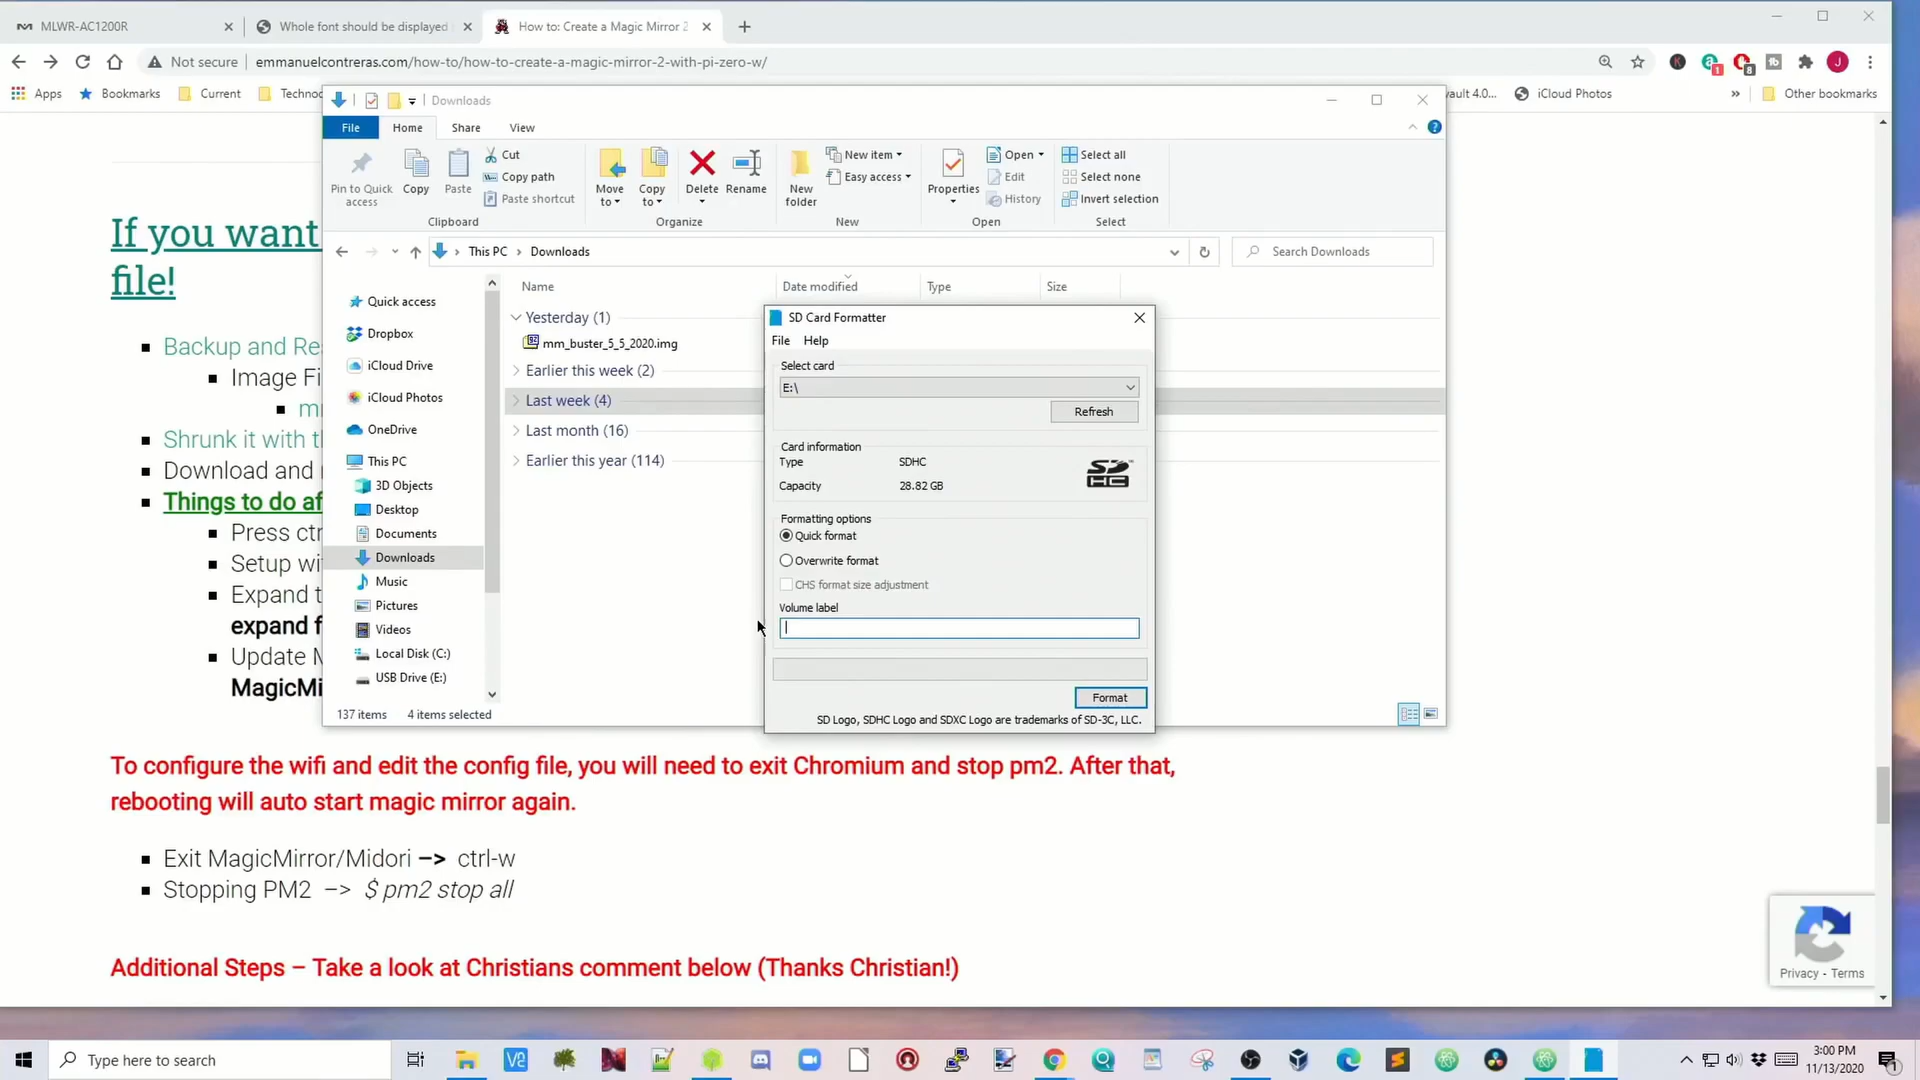 MLWR-AC1200R
Whole font should be displayed
How to: Create a Magic Mirror 2
Not secure
emmanuelcontreras.com/how-to/how-to-create-a-magic-mirror-2-with-pi-zero-w/
Apps
Bookmarks
Current
Technoc
vault 4.0...
iCloud Photos
»
Other bookmarks
Downloads
File
Home
Share
View
Pin to Quick access
Copy
Paste
Cut
Copy path
Paste shortcut
Move to
Copy to
Delete
Rename
New folder
New item
Easy access
Properties
Open
Edit
History
Select all
Select none
Invert selection
Clipboard
Organize
New
Open
Select
This PC > Downloads
Search Downloads
Name
Date modified
Type
Size
Quick access
Dropbox
iCloud Drive
iCloud Photos
OneDrive
This PC
3D Objects
Desktop
Documents
Downloads
Music
Pictures
Videos
Local Disk (C:)
USB Drive (E:)
Yesterday (1)
mm_buster_5_5_2020.img
Earlier this week (2)
Last week (4)
Last month (16)
Earlier this year (114)
137 items
4 items selected
SD Card Formatter
File
Help
Select card
E:\
Refresh
Card information
Type
SDHC
Capacity
28.82 GB
Formatting options
Quick format
Overwrite format
CHS format size adjustment
Volume label
Format
SD Logo, SDHC Logo and SDXC Logo are trademarks of SD-3C, LLC.
If you want
file!
Backup and Re
Image Fi
Shrunk it with th
Download and
Things to do af
Press ctr
Setup wi
Expand t
expand f
Update M
MagicMi
To configure the wifi and edit the config file, you will need to exit Chromium and stop pm2. After that,
rebooting will auto start magic mirror again.
Exit MagicMirror/Midori –> ctrl-w
Stopping PM2 –> $ pm2 stop all
Additional Steps – Take a look at Christians comment below (Thanks Christian!)
Privacy - Terms
Type here to search
3:00 PM
11/13/2020